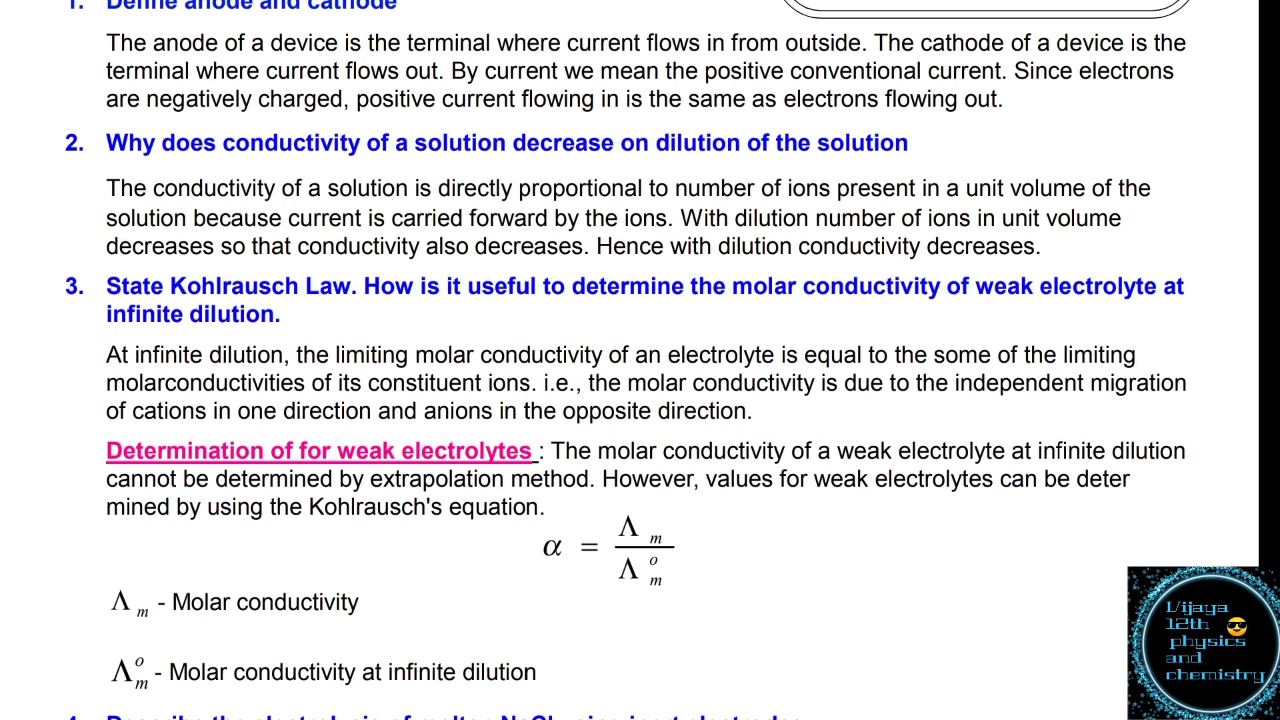 1. Define anode and cathode
The anode of a device is the terminal where current flows in from outside. The cathode of a device is the
terminal where current flows out. By current we mean the positive conventional current. Since electrons
are negatively charged, positive current flowing in is the same as electrons flowing out.
2. Why does conductivity of a solution decrease on dilution of the solution
The conductivity of a solution is directly proportional to number of ions present in a unit volume of the
solution because current is carried forward by the ions. With dilution number of ions in unit volume
decreases so that conductivity also decreases. Hence with dilution conductivity decreases.
3. State Kohlrausch Law. How is it useful to determine the molar conductivity of weak electrolyte at
infinite dilution.
At infinite dilution, the limiting molar conductivity of an electrolyte is equal to the some of the limiting
molarconductivities of its constituent ions. i.e., the molar conductivity is due to the independent migration
of cations in one direction and anions in the opposite direction.
Determination of for weak electrolytes : The molar conductivity of a weak electrolyte at infinite dilution
cannot be determined by extrapolation method. However, values for weak electrolytes can be deter
mined by using the Kohlrausch's equation.
α = Λ m / Λ o m
Λ m - Molar conductivity
Λ o m - Molar conductivity at infinite dilution
4. Describe the electrolysis of molten NaCl using inert electrodes
Vijaya
12th 😎
physics
and
chemistry